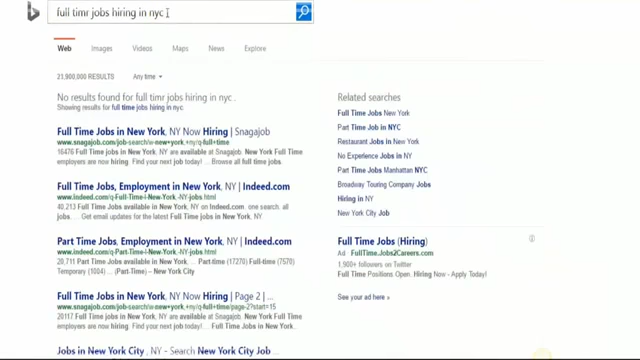 full timr jobs hiring in nyc
Web Images Videos Maps News Explore
21,900,000 RESULTS Any time
No results found for full timr jobs hiring in nyc.
Showing results for full time jobs hiring in nyc.
Full Time Jobs in New York, NY Now Hiring | Snagajob
www.snagajob.com/job-search/w-new+york,+ny/q-full+time
16476 Full Time Jobs in New York, NY are available at Snagajob. New York Full Time
employers are now hiring. Find your new job today! ... Browse all full time jobs.
Full Time Jobs, Employment in New York, NY | Indeed.com
www.indeed.com/q-Full-Time-l-New-York,-NY-jobs.html
40,213 Full Time Jobs available in New York, NY on Indeed.com. one search. all
jobs. ... Get email updates for the latest Full Time jobs in New York, NY.
Part Time Jobs, Employment in New York, NY | Indeed.com
www.indeed.com/q-Part-Time-l-New-York,-NY-jobs.html
20,711 Part Time Jobs available in New York, NY ... Part-time (17270) Full-time (7570)
Temporary (1004) ... (Part-Time) – New York City
Full Time Jobs in New York, NY Now Hiring | Page 2 | ...
www.snagajob.com/job-search/w-new+york,+ny/q-full+time/page-2?start=15
20117 Full Time Jobs in New York, NY are available at Snagajob. New York Full Time
employers are now hiring. Find your new job today! ...
Jobs in New York City , NY - Search New York City Job ...
Related searches
Full Time Jobs New York
Part Time Job in NYC
Restaurant Jobs in New York
No Experience Jobs in NY
Part Time Jobs Manhattan NYC
Broadway Touring Company Jobs
Hiring in NY
New York City Job
Full Time Jobs (Hiring)
Ad FullTime.Jobs2Careers.com
1,900+ followers on Twitter
Full Time Positions Open. Hiring Now - Apply Today!
See your ad here »